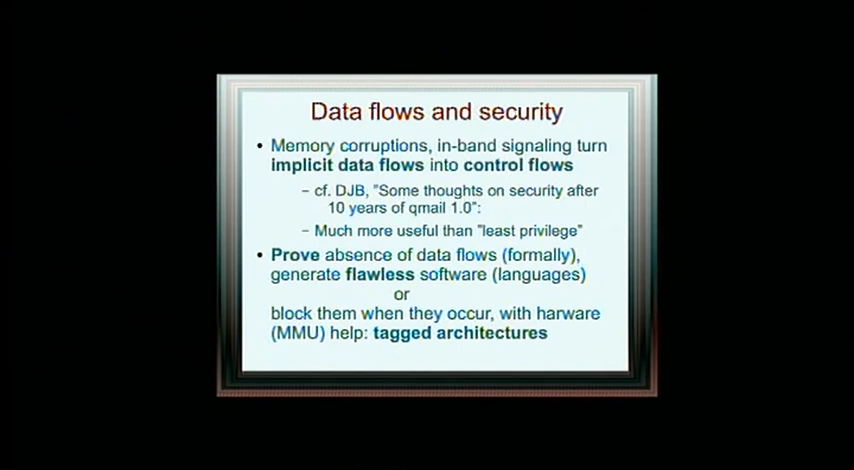 Data flows and security
• Memory corruptions, in-band signaling turn
implicit data flows into control flows
– cf. DJB, "Some thoughts on security after
10 years of qmail 1.0":
– Much more useful than "least privilege"
• Prove absence of data flows (formally),
generate flawless software (languages)
or
block them when they occur, with harware
(MMU) help: tagged architectures